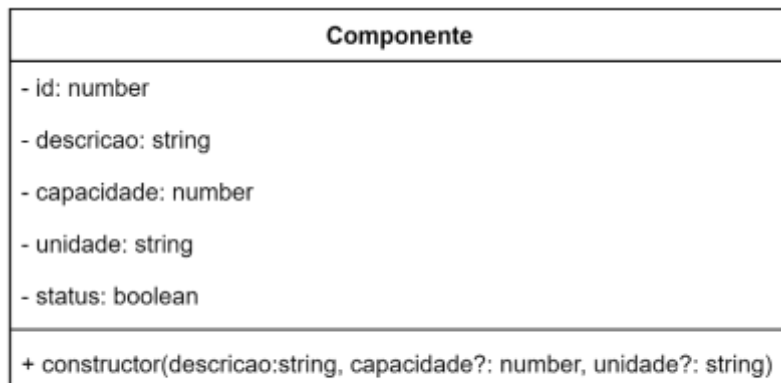 Componente
- id: number
- descricao: string
- capacidade: number
- unidade: string
- status: boolean
+ constructor(descricao:string, capacidade?: number, unidade?: string)